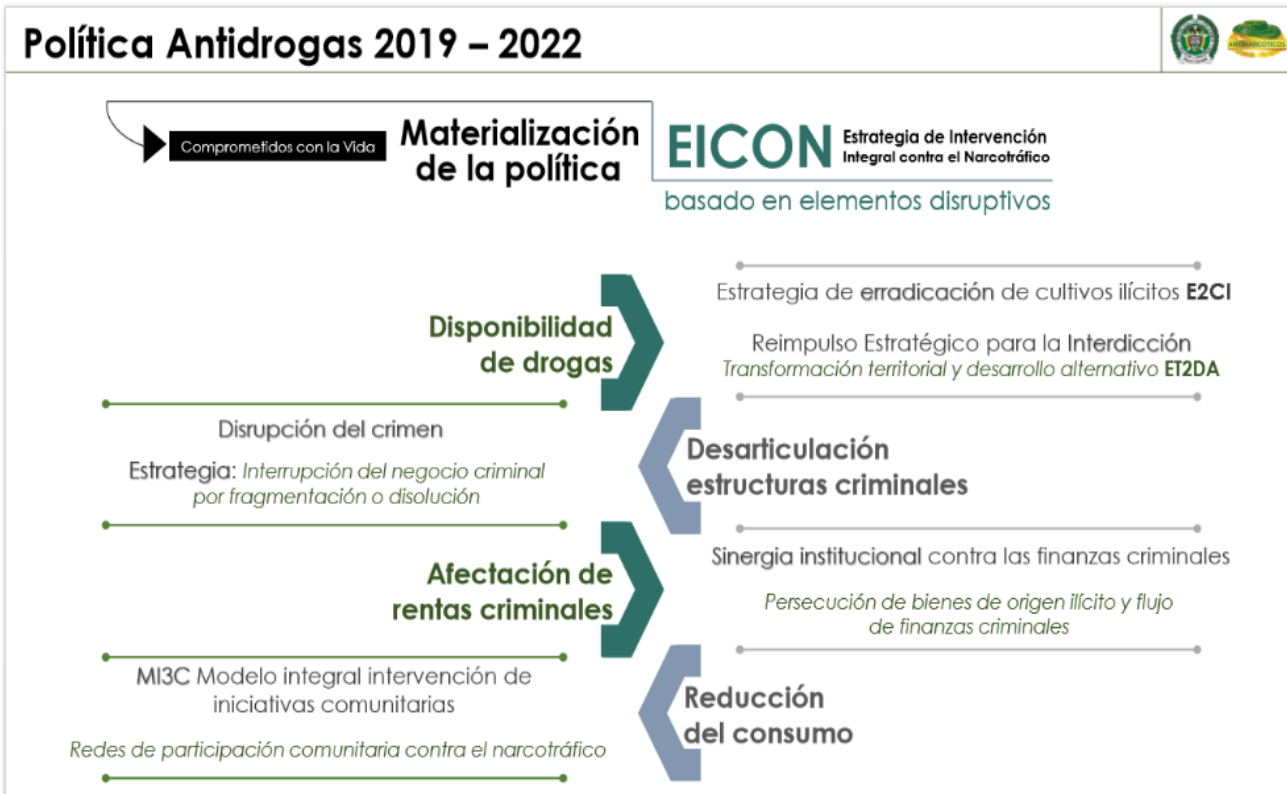 Política Antidrogas 2019 – 2022
ANTINARCOTICOS
Comprometidos con la Vida
Materialización
de la política
EICON
Estrategia de Intervención
Integral contra el Narcotráfico
basado en elementos disruptivos
Disponibilidad
de drogas
Estrategia de erradicación de cultivos ilícitos E2CI
Reimpulso Estratégico para la Interdicción
Transformación territorial y desarrollo alternativo ET2DA
Disrupción del crimen
Estrategia: Interrupción del negocio criminal
por fragmentación o disolución
Desarticulación
estructuras criminales
Afectación de
rentas criminales
Sinergia institucional contra las finanzas criminales
Persecución de bienes de origen ilícito y flujo
de finanzas criminales
MI3C Modelo integral intervención de
iniciativas comunitarias
Redes de participación comunitaria contra el narcotráfico
Reducción
del consumo